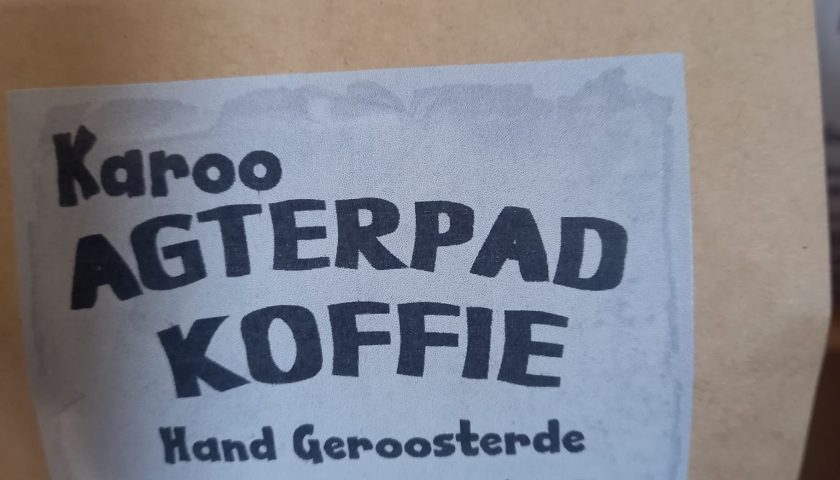 Karoo
AGTERPAD
KOFFIE
Hand Geroosterde